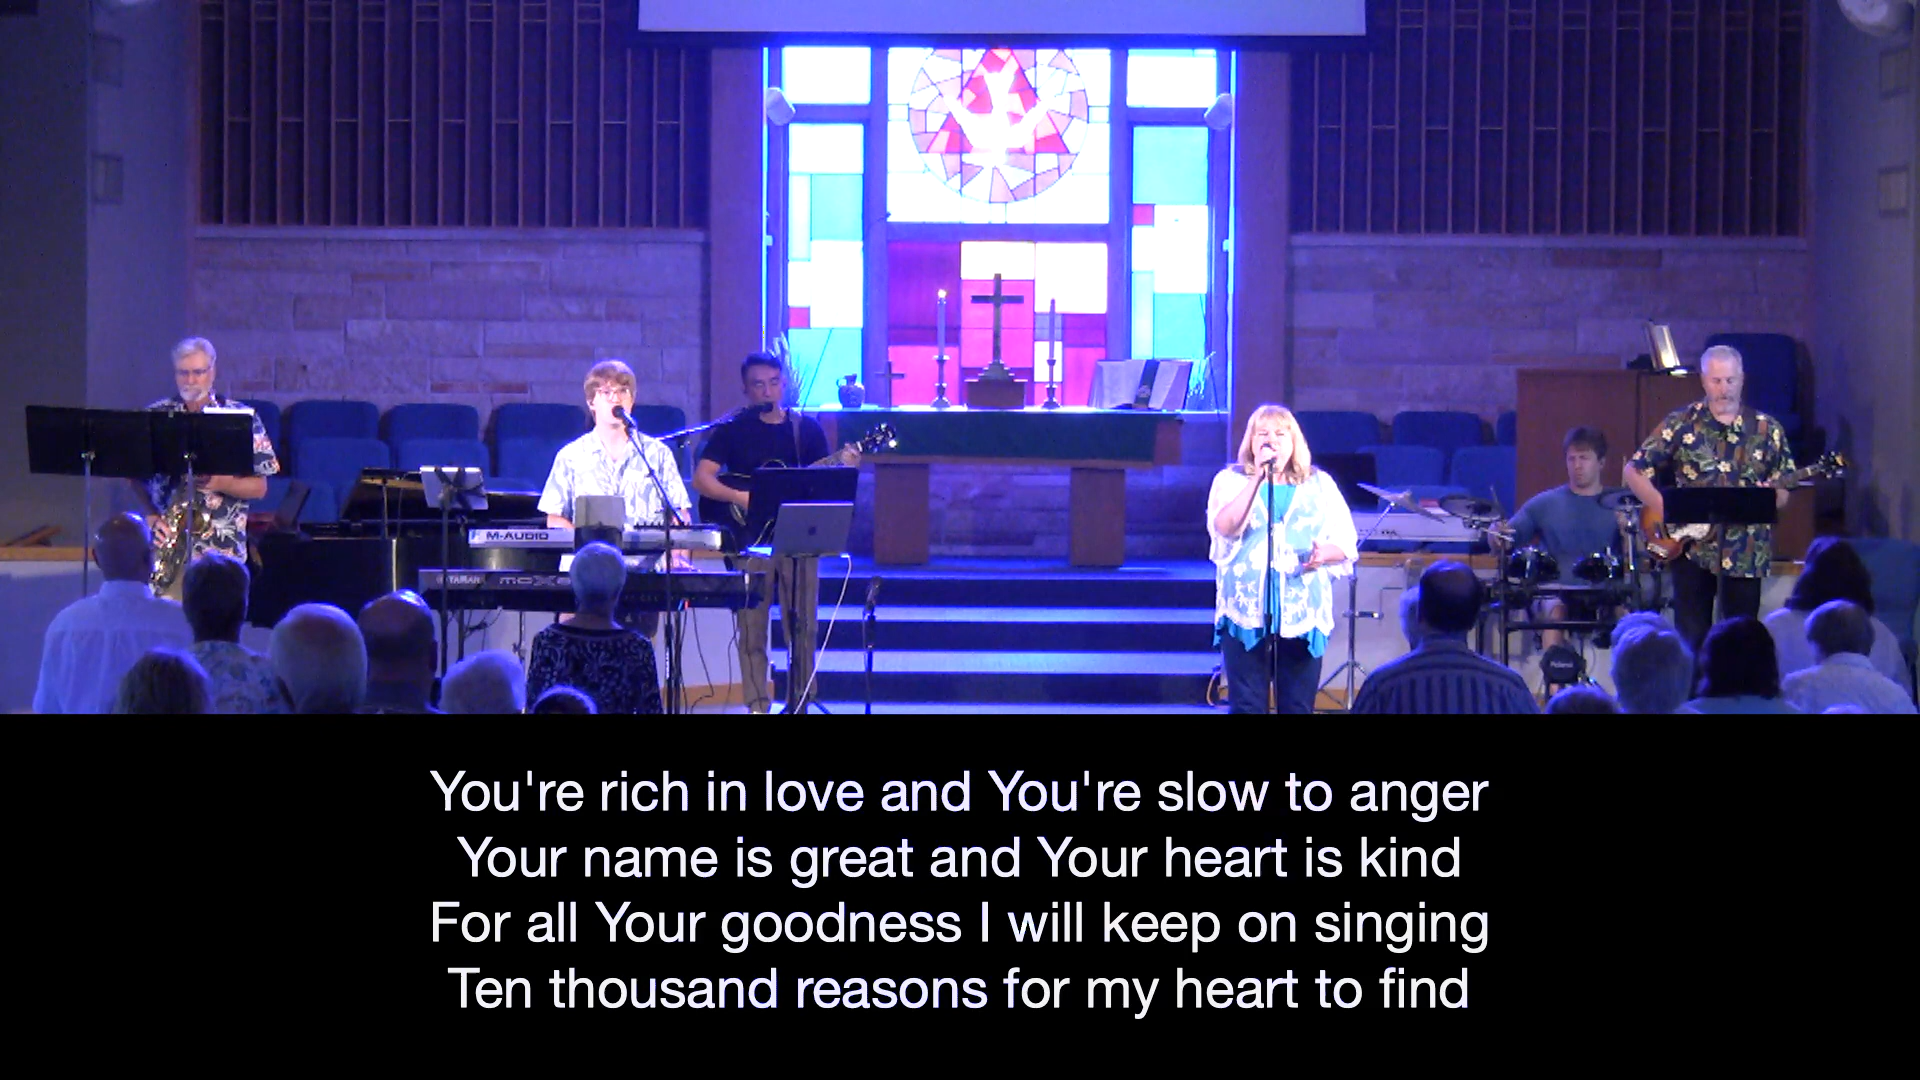 M-AUDIO
YAMAHA
You're rich in love and You're slow to anger
Your name is great and Your heart is kind
For all Your goodness I will keep on singing
Ten thousand reasons for my heart to find